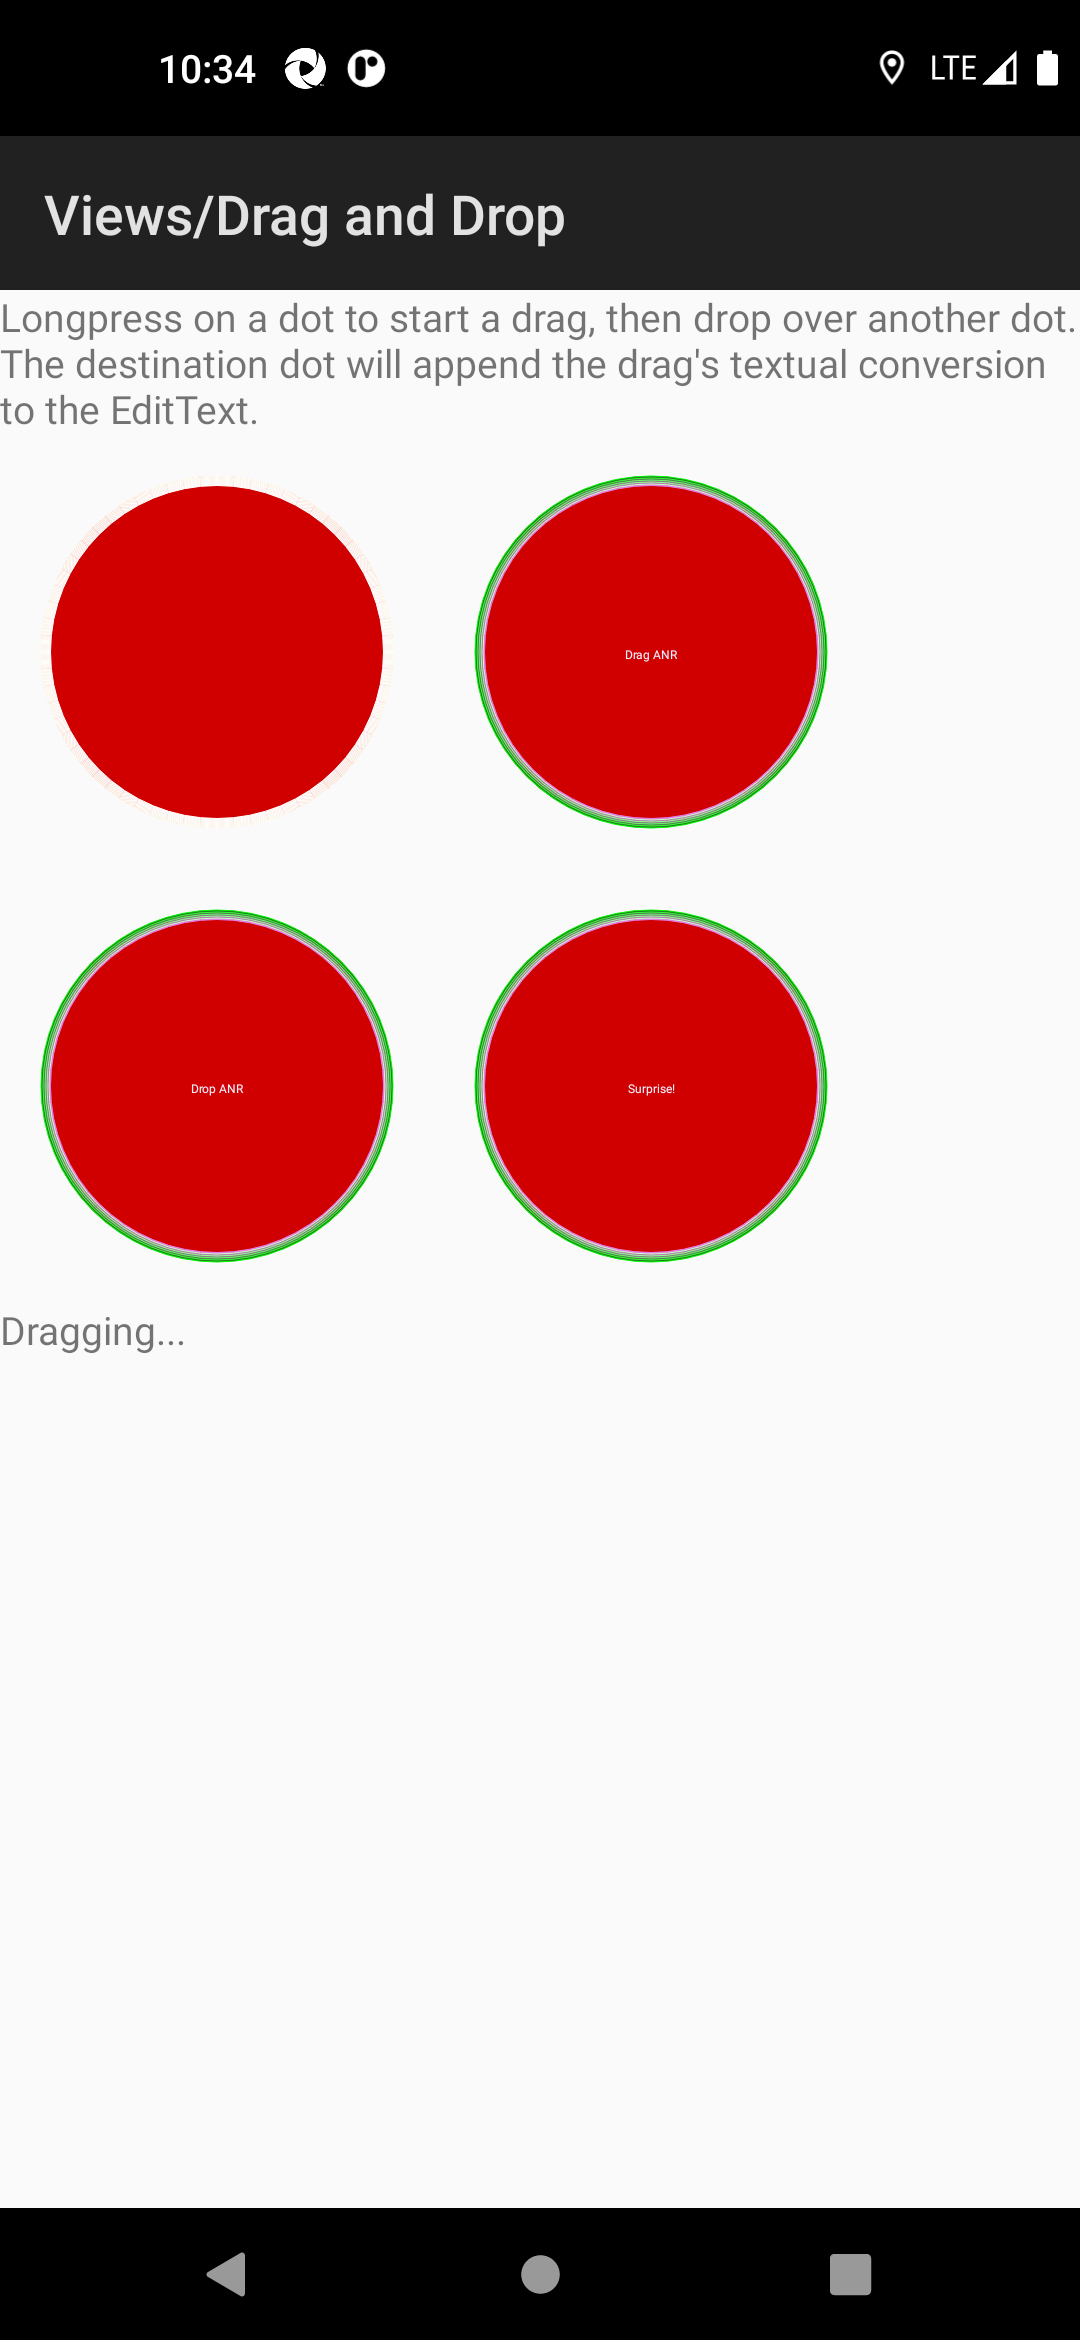 10:34 LTE
Views/Drag and Drop
Longpress on a dot to start a drag, then drop over another dot.
The destination dot will append the drag's textual conversion
to the EditText.
Drag ANR
Drop ANR
Surprise!
Dragging...